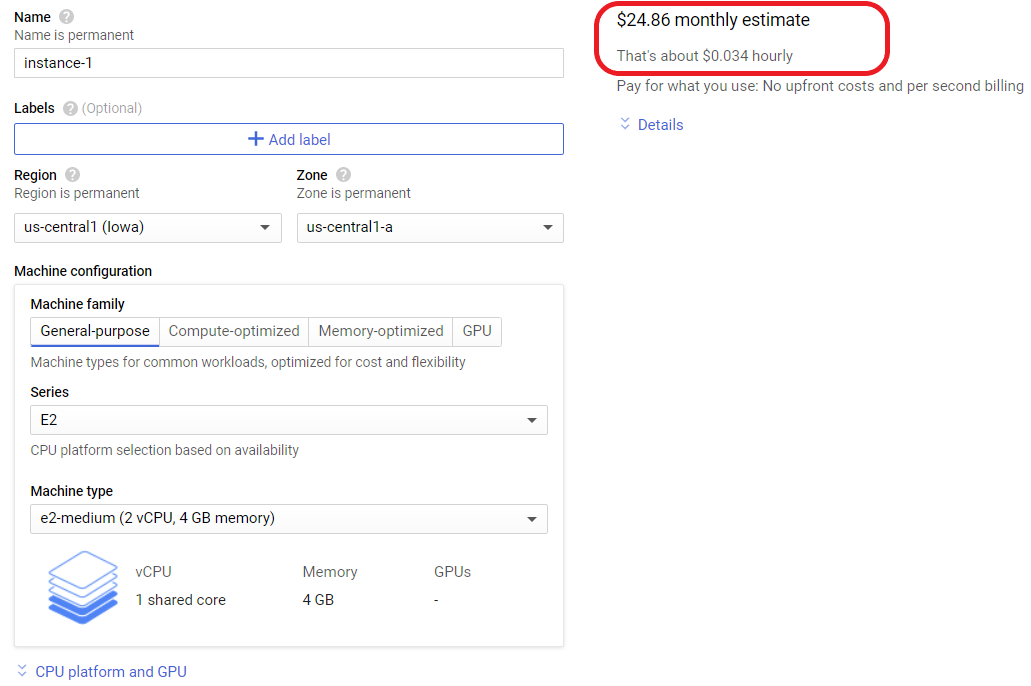 Name ?
Name is permanent
instance-1
Labels ? (Optional)
+ Add label
Region ?
Region is permanent
us-central1 (Iowa)
Zone ?
Zone is permanent
us-central1-a
Machine configuration
Machine family
General-purpose Compute-optimized Memory-optimized GPU
Machine types for common workloads, optimized for cost and flexibility
Series
E2
CPU platform selection based on availability
Machine type
e2-medium (2 vCPU, 4 GB memory)
vCPU Memory GPUs
1 shared core 4 GB -
CPU platform and GPU
$24.86 monthly estimate
That's about $0.034 hourly
Pay for what you use: No upfront costs and per second billing
Details